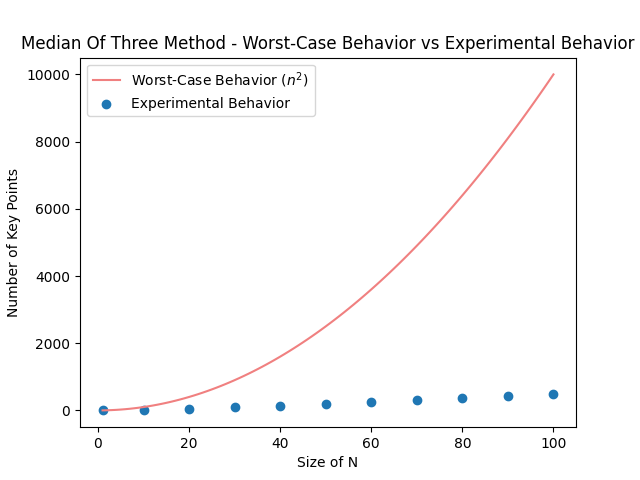 Median Of Three Method - Worst-Case Behavior vs Experimental Behavior
Worst-Case Behavior (n²)
Experimental Behavior
Number of Key Points
10000
8000
6000
4000
2000
0
0 20 40 60 80 100
Size of N